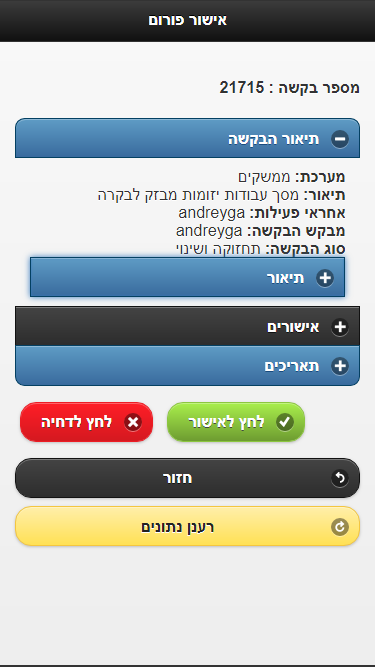 אישור פורום
מספר בקשה : 21715
תיאור הבקשה
מערכת: ממשקים
תיאור: מסך עבודות יזומות מבזק לבקרה
אחראי פעילות: andreyga
מבקש הבקשה: andreyga
סוג הבקשה: תחזוקה ושינוי
תיאור
אישורים
תאריכים
לחץ לאישור
לחץ לדחיה
חזור
רענן נתונים